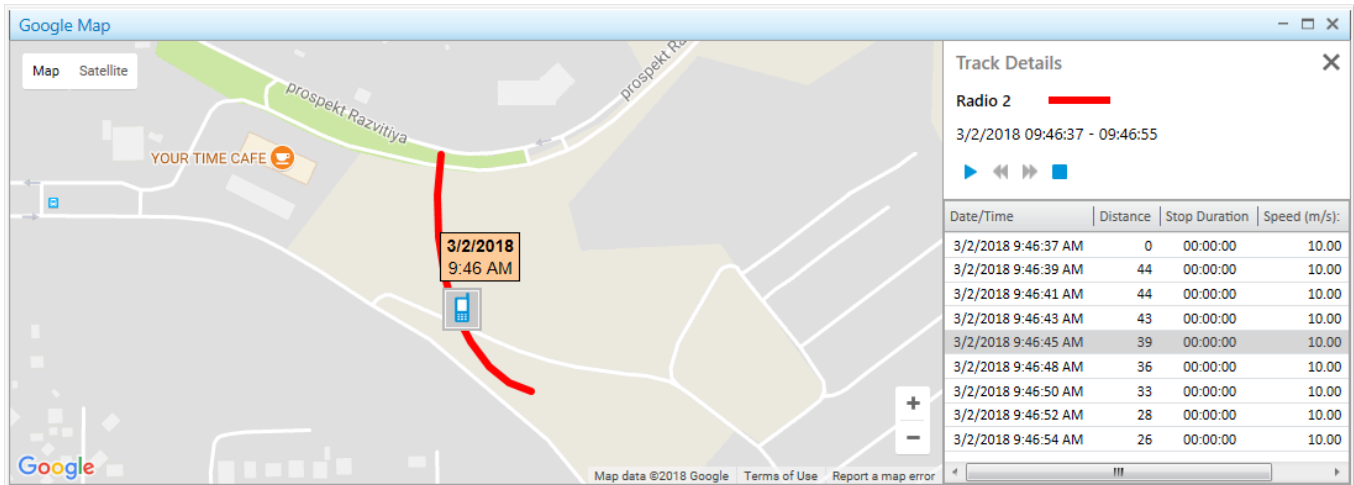 Google Map
Map Satellite
prospekt Razvitiya
prospekt Ra
YOUR TIME CAFE
3/2/2018
9:46 AM
Google
Map data ©2018 Google Terms of Use Report a map error
Track Details
Radio 2
3/2/2018 09:46:37 - 09:46:55
Date/Time Distance Stop Duration Speed (m/s):
3/2/2018 9:46:37 AM 0 00:00:00 10.00
3/2/2018 9:46:39 AM 44 00:00:00 10.00
3/2/2018 9:46:41 AM 44 00:00:00 10.00
3/2/2018 9:46:43 AM 43 00:00:00 10.00
3/2/2018 9:46:45 AM 39 00:00:00 10.00
3/2/2018 9:46:48 AM 36 00:00:00 10.00
3/2/2018 9:46:50 AM 33 00:00:00 10.00
3/2/2018 9:46:52 AM 28 00:00:00 10.00
3/2/2018 9:46:54 AM 26 00:00:00 10.00